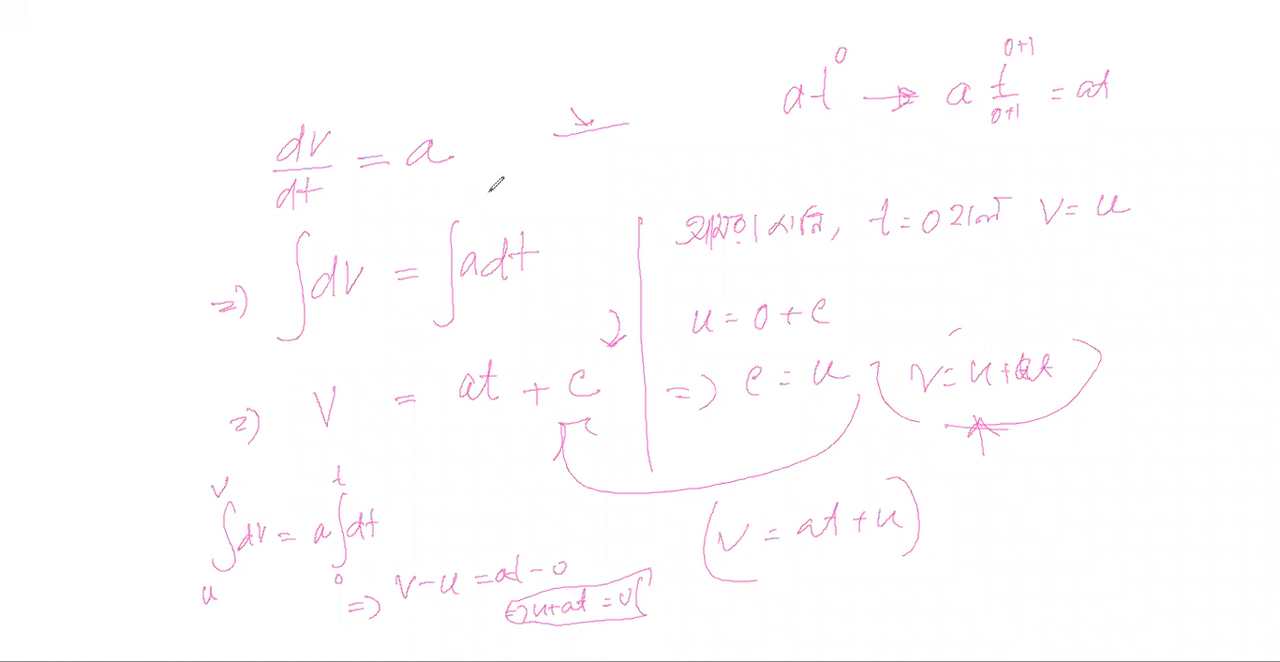 at⁰ → a t⁰⁺¹/0+1 = at
dv/dt = a
=> ∫dv = ∫adt
=> v = at + c
আমরা জানি, t = 0 হলে v = u
u = 0 + c
=> c = u
v = u + at
(v = at + u)
∫ᵤᵛ dv = a ∫₀ᵗ dt
=> v - u = at - 0
=> u + at = v